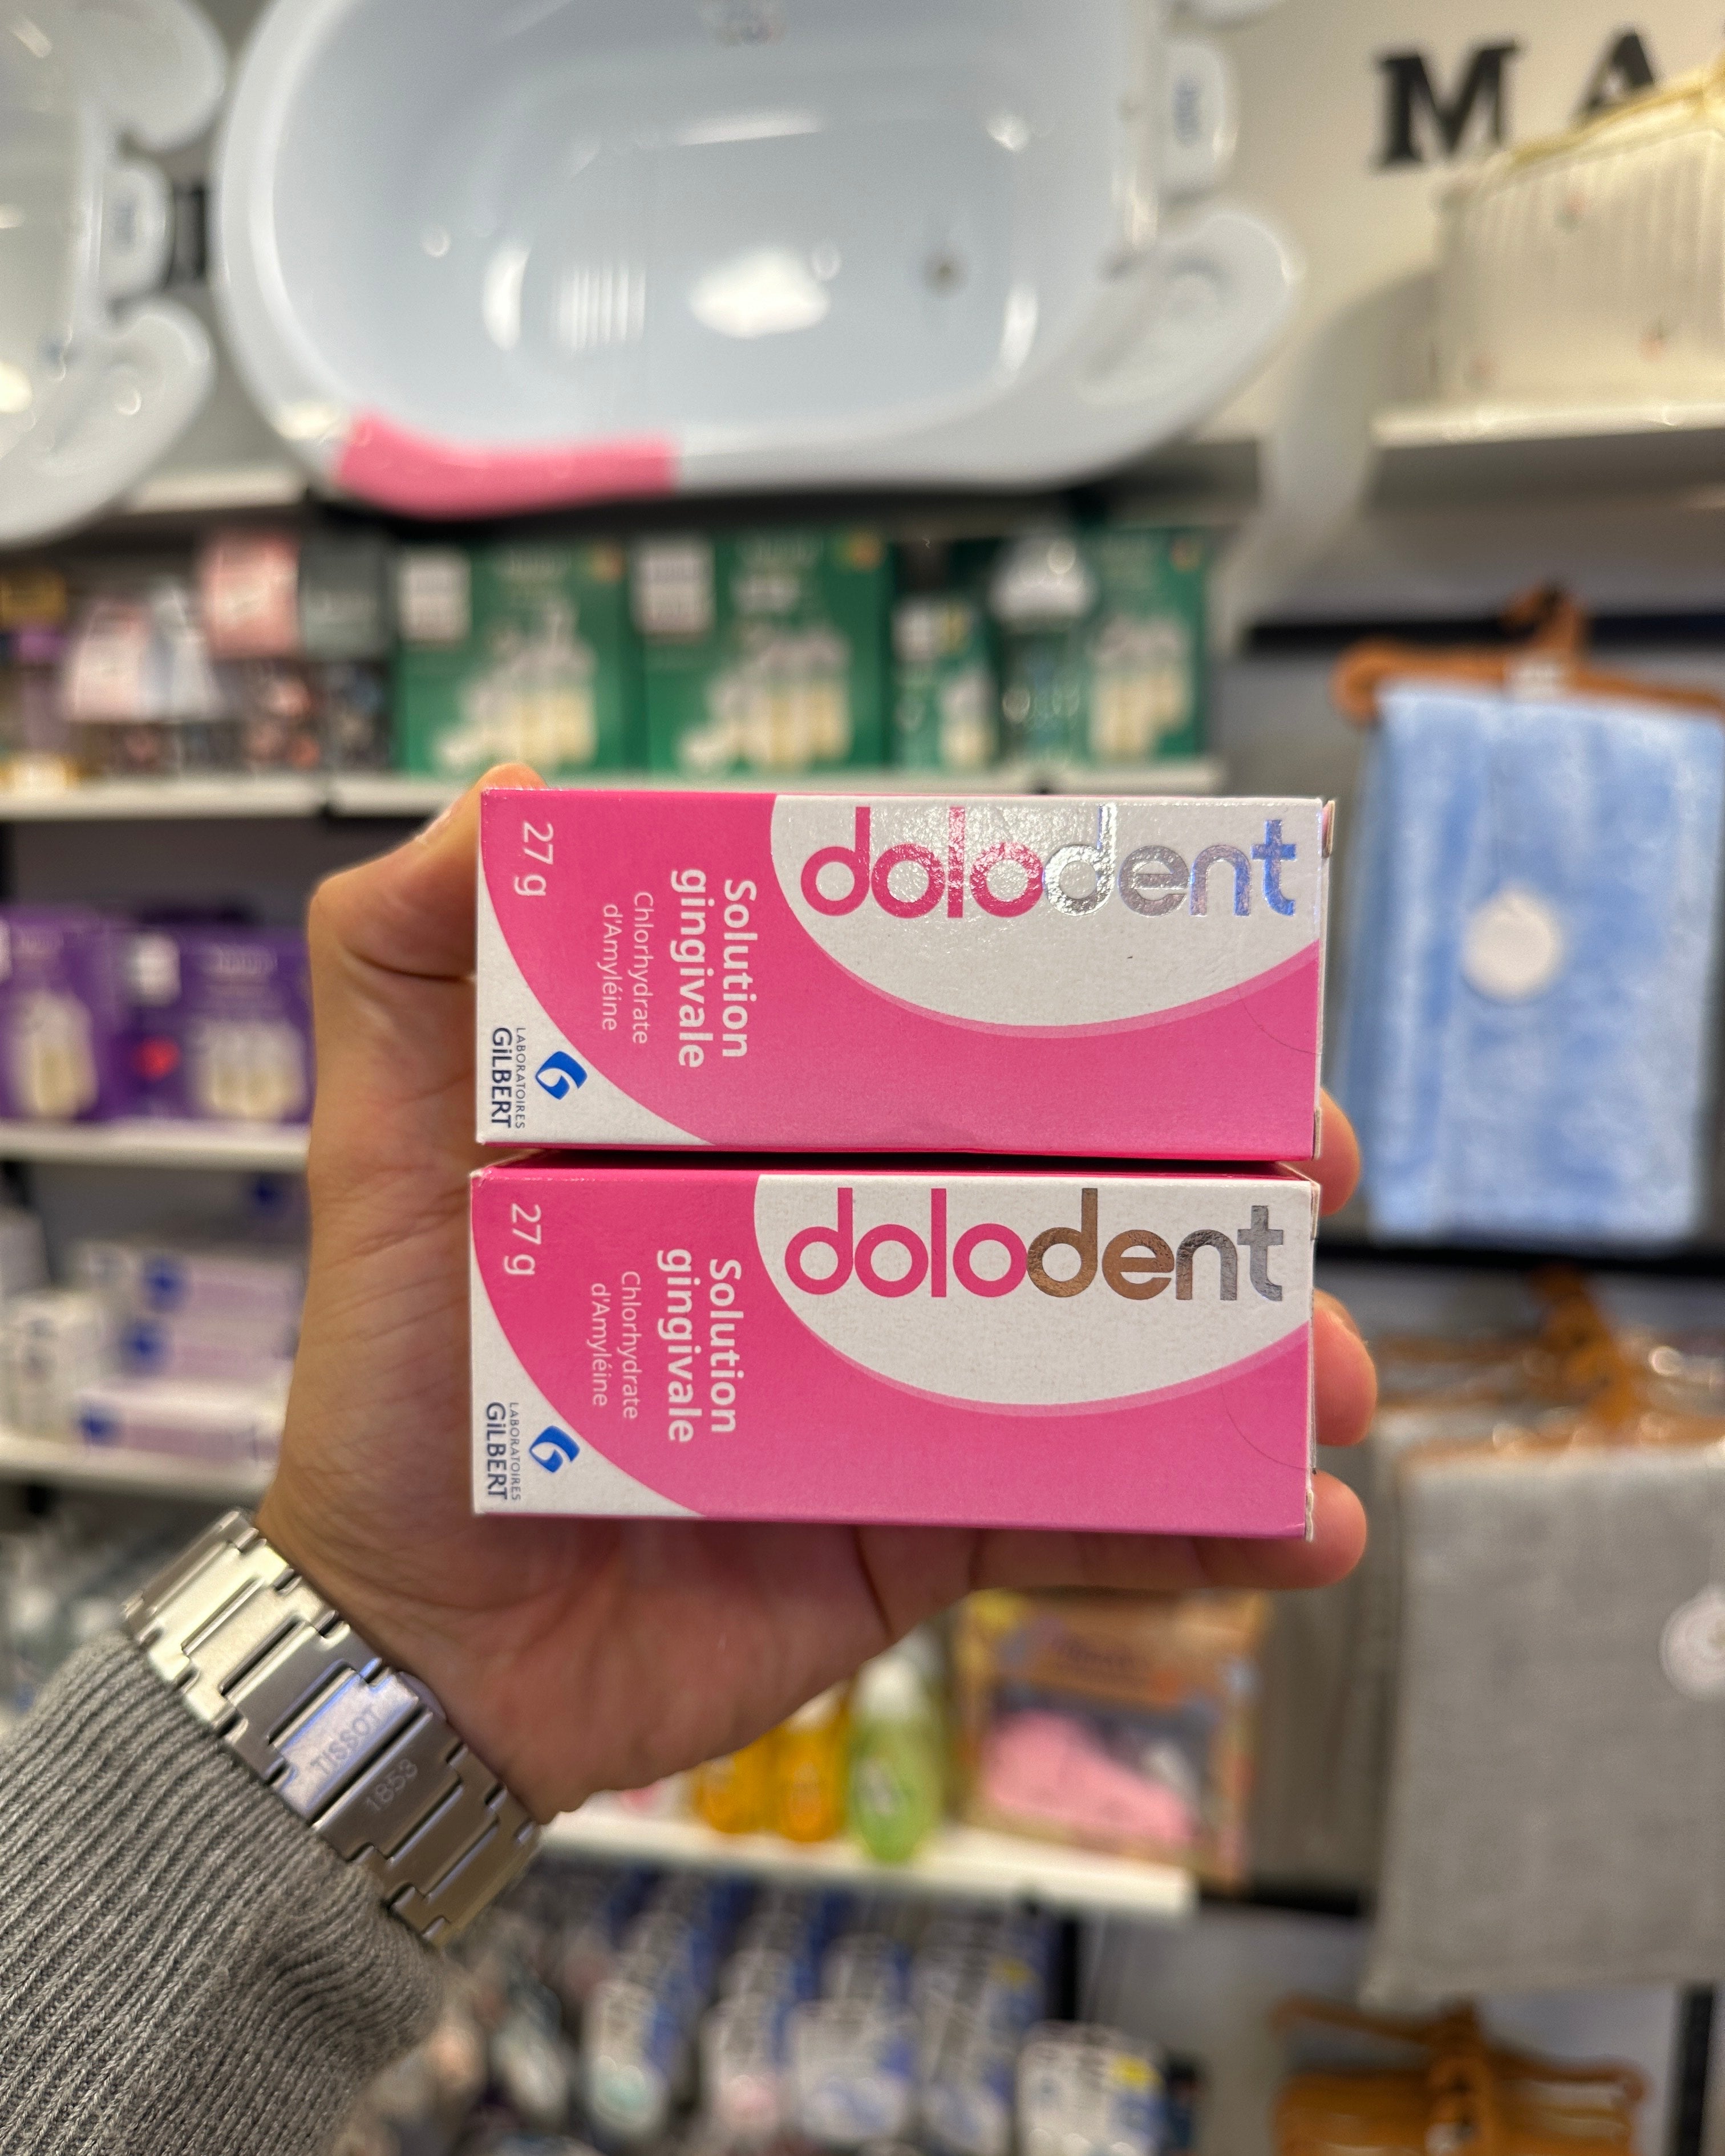 MA
dolodent
Solution
gingivale
Chlorhydrate
d'Amyléine
27 g
LABORATOIRES
GiLBERT
dolodent
Solution
gingivale
Chlorhydrate
d'Amyléine
27 g
LABORATOIRES
GiLBERT
TISSOT
1853